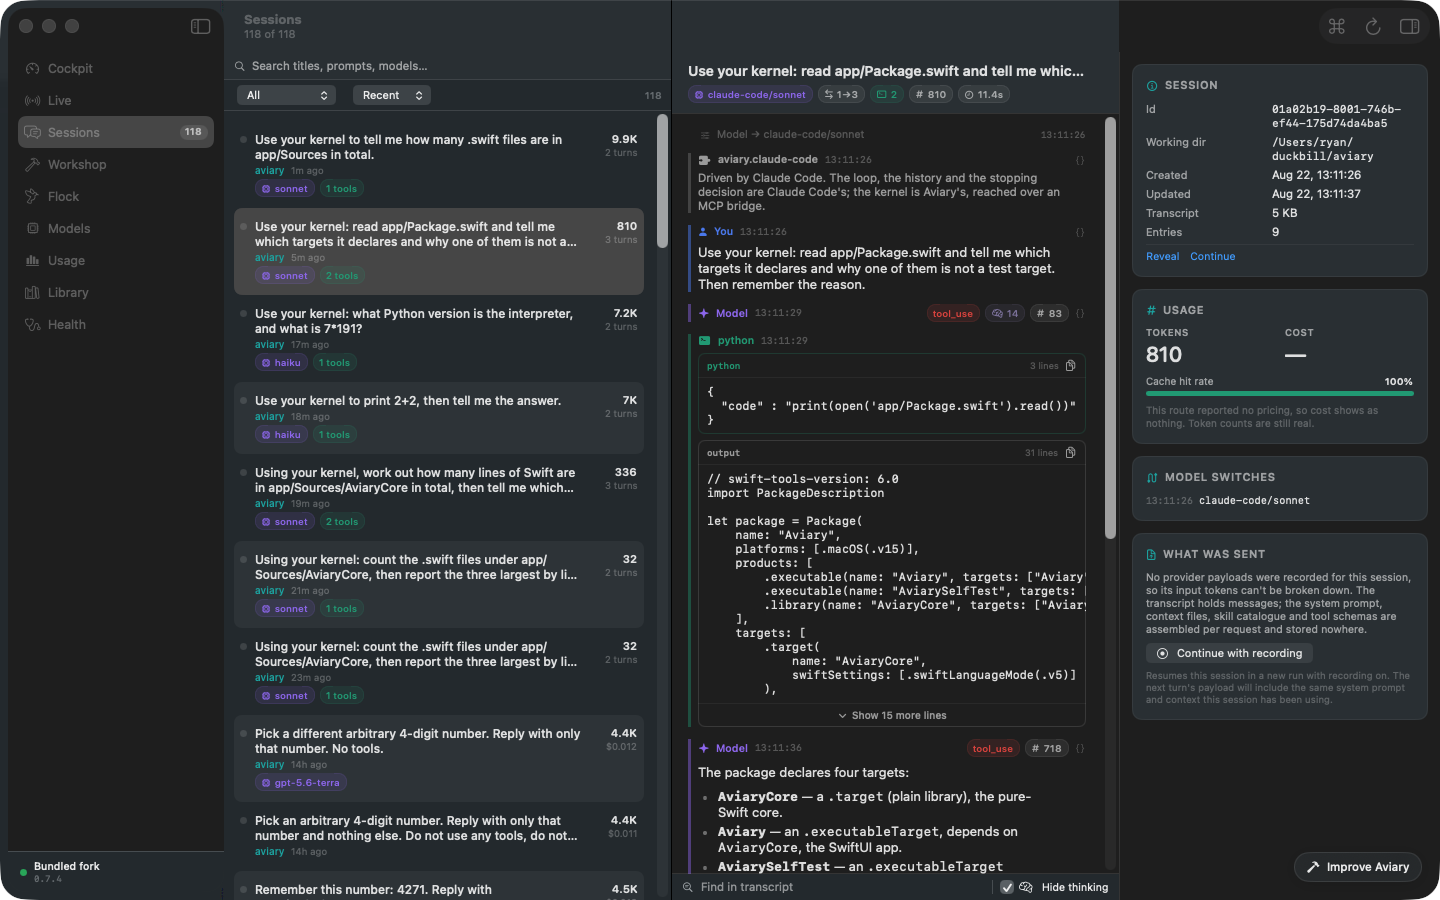 Cockpit
Live
Sessions 118
Workshop
Flock
Models
Usage
Library
Health
Bundled fork
0.7.4
Sessions
118 of 118
Search titles, prompts, models...
All
Recent
118
Use your kernel to tell me how many .swift files are in
app/Sources in total.
9.9K
2 turns
aviary 1m ago
sonnet 1 tools
Use your kernel: read app/Package.swift and tell me
which targets it declares and why one of them is not a...
810
3 turns
aviary 5m ago
sonnet 2 tools
Use your kernel: what Python version is the interpreter,
and what is 7*191?
7.2K
2 turns
aviary 17m ago
haiku 1 tools
Use your kernel to print 2+2, then tell me the answer.
7K
2 turns
aviary 18m ago
haiku 1 tools
Using your kernel, work out how many lines of Swift are
in app/Sources/AviaryCore in total, then tell me which...
336
3 turns
aviary 19m ago
sonnet 2 tools
Using your kernel: count the .swift files under app/
Sources/AviaryCore, then report the three largest by li...
32
2 turns
aviary 21m ago
sonnet 1 tools
Using your kernel: count the .swift files under app/
Sources/AviaryCore, then report the three largest by li...
32
2 turns
aviary 23m ago
sonnet 1 tools
Pick a different arbitrary 4-digit number. Reply with only
that number. No tools.
4.4K
$0.012
aviary 14h ago
gpt-5.6-terra
Pick an arbitrary 4-digit number. Reply with only that
number and nothing else. Do not use any tools, do not...
4.4K
$0.011
aviary 14h ago
Remember this number: 4271. Reply with
4.5K
Use your kernel: read app/Package.swift and tell me whic...
claude-code/sonnet 1→3 2 # 810 11.4s
Model → claude-code/sonnet 13:11:26
aviary.claude-code 13:11:26 {}
Driven by Claude Code. The loop, the history and the stopping
decision are Claude Code's; the kernel is Aviary's, reached over an
MCP bridge.
You 13:11:26 {}
Use your kernel: read app/Package.swift and tell me which
targets it declares and why one of them is not a test target.
Then remember the reason.
Model 13:11:29 tool_use 14 # 83 {}
python 13:11:29
python 3 lines
{
"code" : "print(open('app/Package.swift').read())"
}
output 31 lines
// swift-tools-version: 6.0
import PackageDescription
let package = Package(
name: "Aviary",
platforms: [.macOS(.v15)],
products: [
.executable(name: "Aviary", targets: ["Aviary"
.executable(name: "AviarySelfTest", targets: [
.library(name: "AviaryCore", targets: ["Aviary
],
targets: [
.target(
name: "AviaryCore",
swiftSettings: [.swiftLanguageMode(.v5)]
),
Show 15 more lines
Model 13:11:36 tool_use # 718 {}
The package declares four targets:
• AviaryCore — a .target (plain library), the pure-
Swift core.
• Aviary — an .executableTarget, depends on
AviaryCore, the SwiftUI app.
• AviarySelfTest — an .executableTarget
Find in transcript
Hide thinking
SESSION
Id 01a02b19-8001-746b-
ef44-175d74da4ba5
Working dir /Users/ryan/
duckbill/aviary
Created Aug 22, 13:11:26
Updated Aug 22, 13:11:37
Transcript 5 KB
Entries 9
Reveal Continue
# USAGE
TOKENS COST
810 —
Cache hit rate 100%
This route reported no pricing, so cost shows as
nothing. Token counts are still real.
MODEL SWITCHES
13:11:26 claude-code/sonnet
WHAT WAS SENT
No provider payloads were recorded for this session,
so its input tokens can't be broken down. The
transcript holds messages; the system prompt,
context files, skill catalogue and tool schemas are
assembled per request and stored nowhere.
Continue with recording
Resumes this session in a new run with recording on. The
next turn's payload will include the same system prompt
and context this session has been using.
Improve Aviary